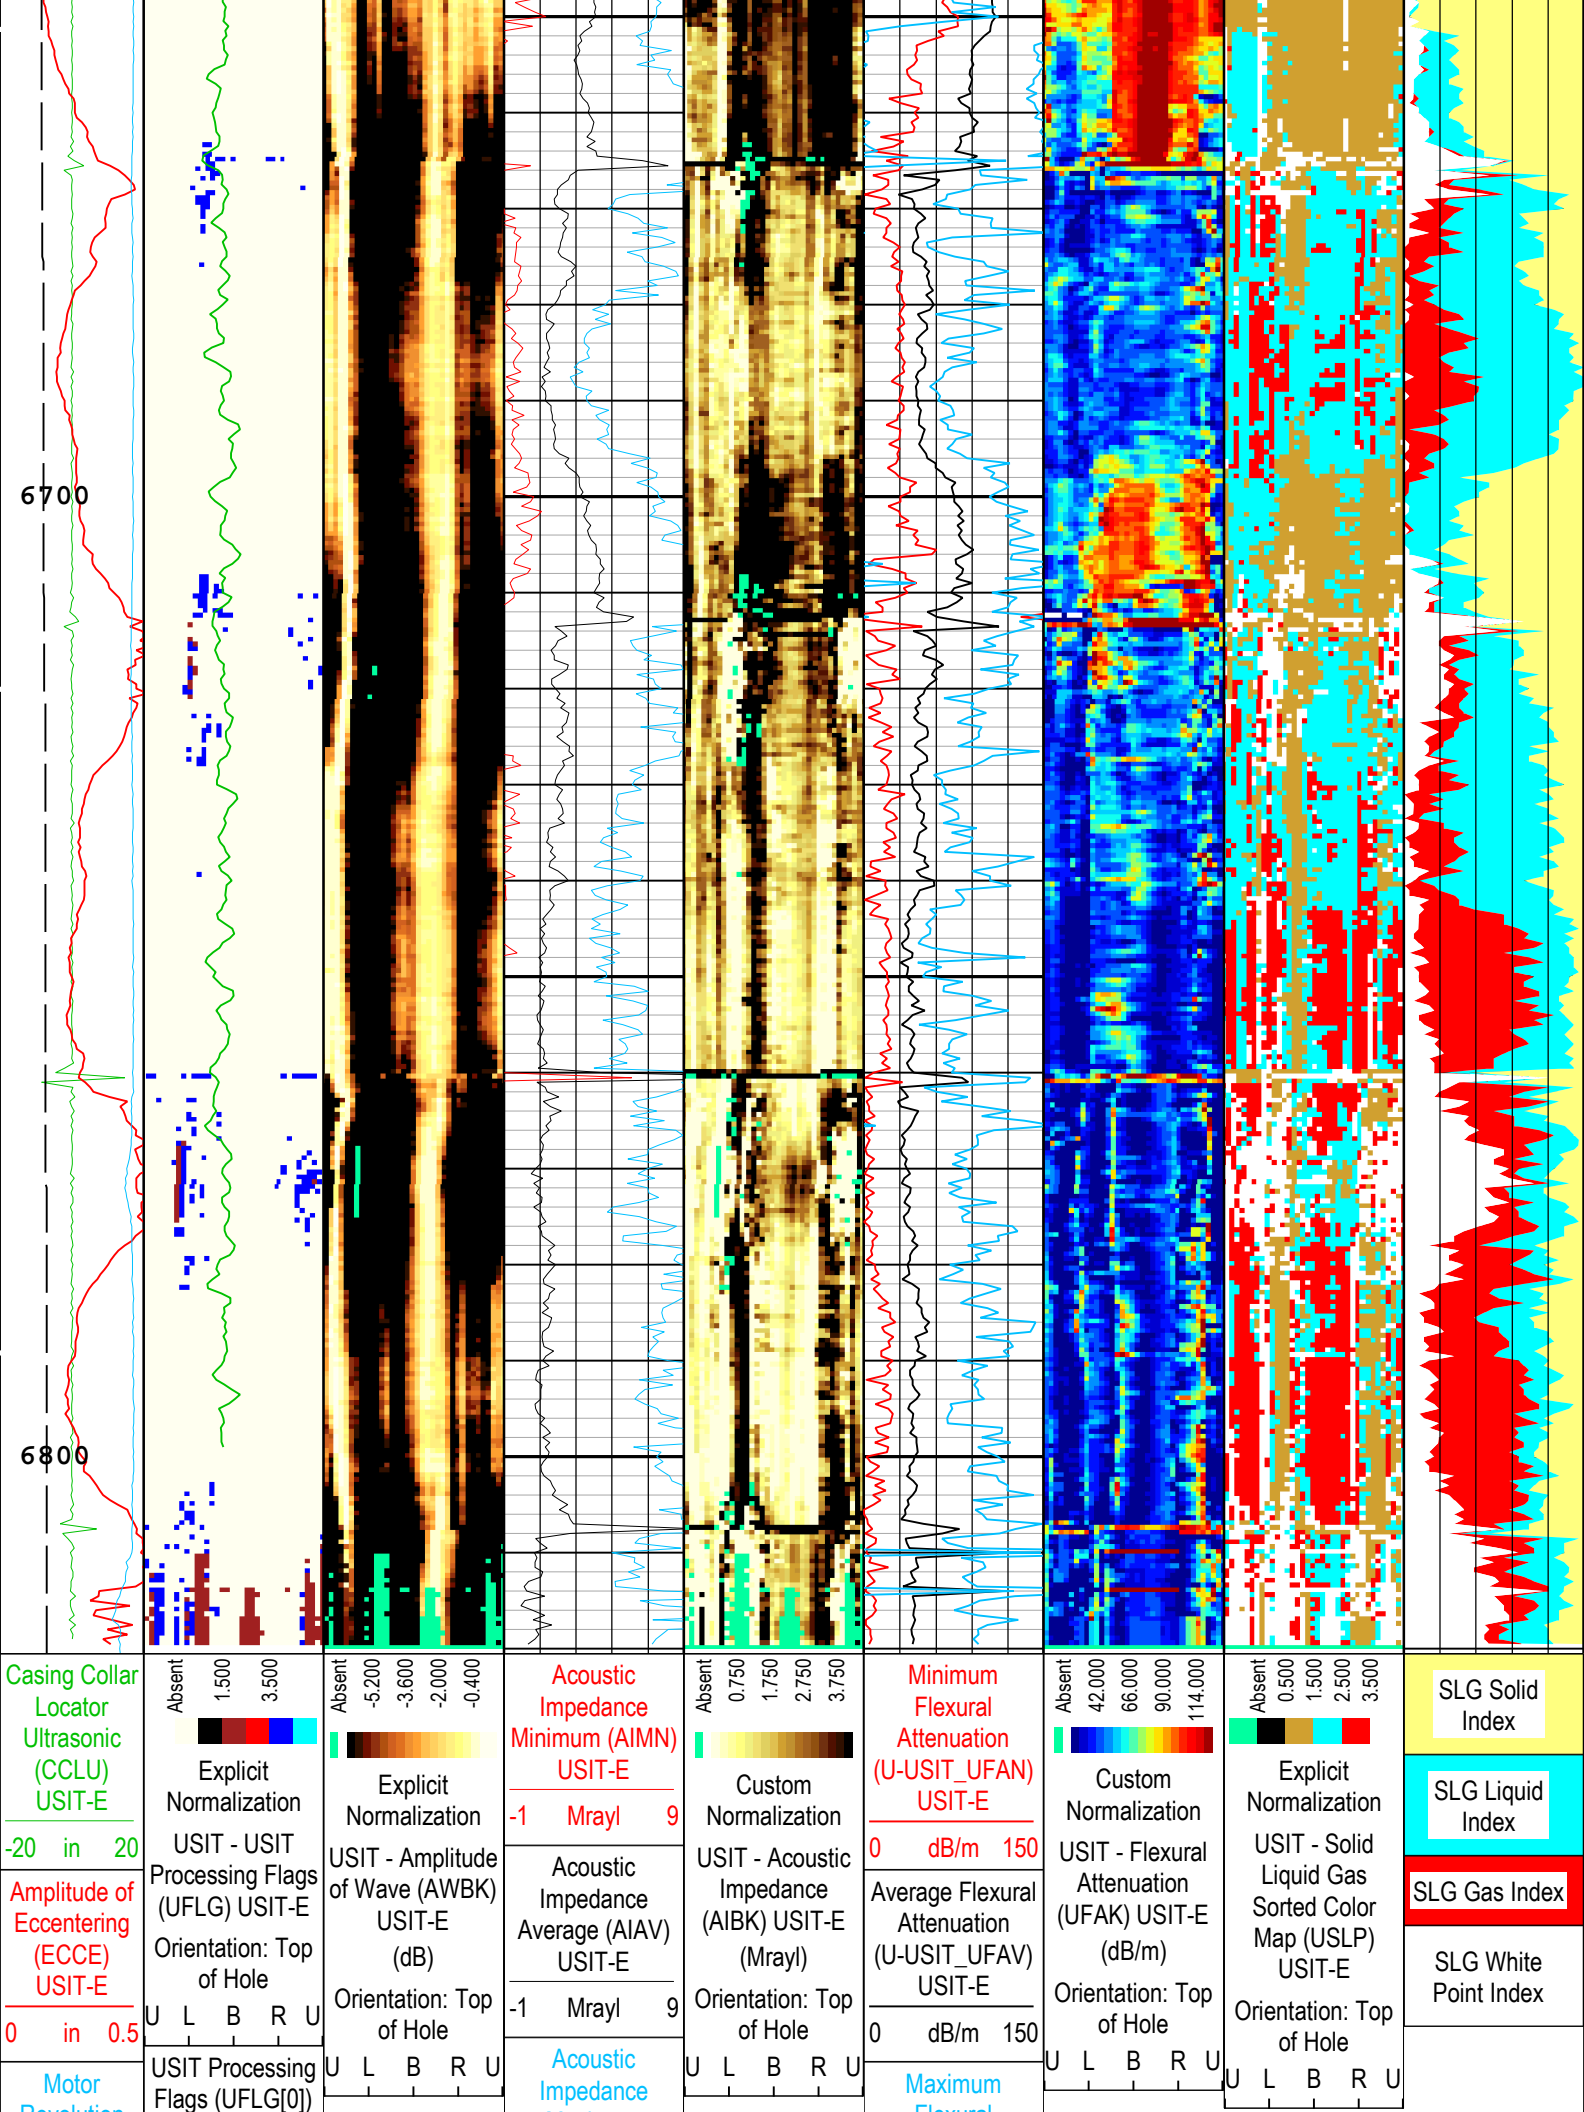 6700
6800
Casing Collar
Locator
Ultrasonic
(CCLU)
USIT-E
-20 in 20
Amplitude of
Eccentering
(ECCE)
USIT-E
0 in 0.5
Motor
Revolution
Absent 1.500 3.500
Explicit
Normalization
USIT - USIT
Processing Flags
(UFLG) USIT-E
Orientation: Top
of Hole
U L B R U
USIT Processing
Flags (UFLG[0])
Absent -5.200 -3.600 -2.000 -0.400
Explicit
Normalization
USIT - Amplitude
of Wave (AWBK)
USIT-E
(dB)
Orientation: Top
of Hole
U L B R U
Acoustic
Impedance
Minimum (AIMN)
USIT-E
-1 Mrayl 9
Acoustic
Impedance
Average (AIAV)
USIT-E
-1 Mrayl 9
Acoustic
Impedance
Absent 0.750 1.750 2.750 3.750
Custom
Normalization
USIT - Acoustic
Impedance
(AIBK) USIT-E
(Mrayl)
Orientation: Top
of Hole
U L B R U
Minimum
Flexural
Attenuation
(U-USIT_UFAN)
USIT-E
0 dB/m 150
Average Flexural
Attenuation
(U-USIT_UFAV)
USIT-E
0 dB/m 150
Maximum
Flexural
Absent 42.000 66.000 90.000 114.000
Custom
Normalization
USIT - Flexural
Attenuation
(UFAK) USIT-E
(dB/m)
Orientation: Top
of Hole
U L B R U
Absent 0.500 1.500 2.500 3.500
Explicit
Normalization
USIT - Solid
Liquid Gas
Sorted Color
Map (USLP)
USIT-E
Orientation: Top
of Hole
U L B R U
SLG Solid
Index
SLG Liquid
Index
SLG Gas Index
SLG White
Point Index